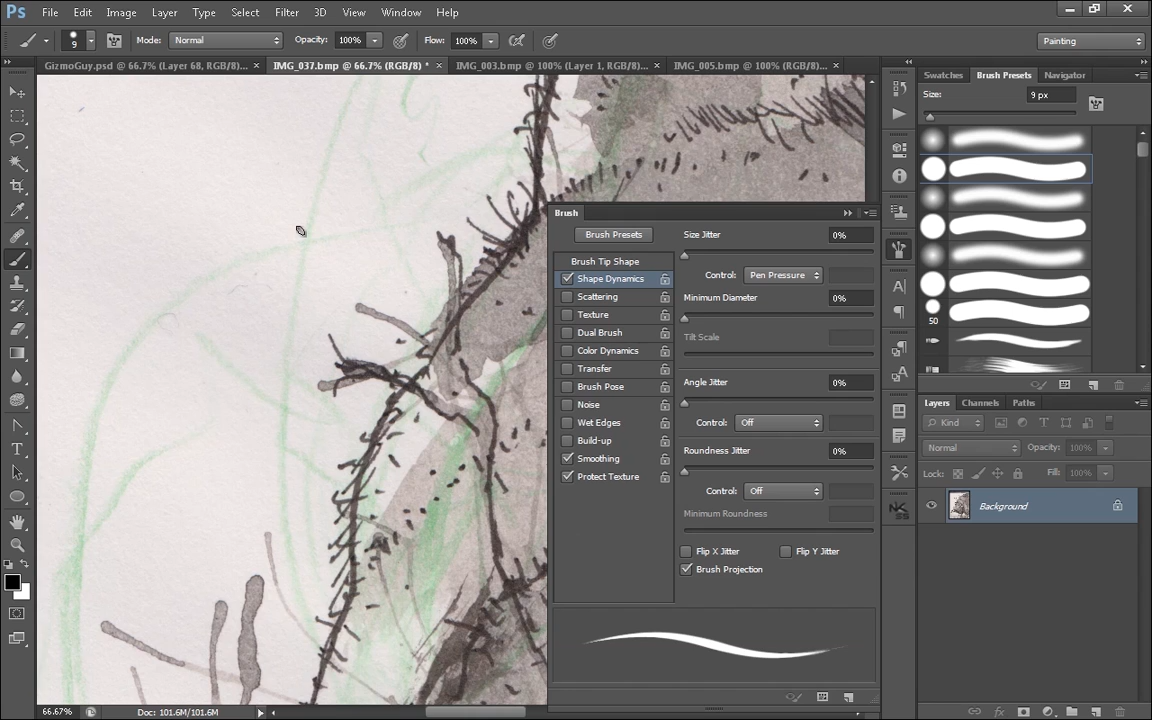 Ps File Edit Image Layer Type Select Filter 3D View Window Help
9 Mode: Normal Opacity: 100% Flow: 100% Painting
GizmoGuy.psd @ 66.7% (Layer 68, RGB/8)... × IMG_037.bmp @ 66.7% (RGB/8) * × IMG_003.bmp @ 100% (Layer 1, RGB/8)... × IMG_005.bmp @ 100% (RGB/8)... ×
Swatches Brush Presets Navigator
Size: 9 px
50
Brush
Brush Presets
Brush Tip Shape
Shape Dynamics
Scattering
Texture
Dual Brush
Color Dynamics
Transfer
Brush Pose
Noise
Wet Edges
Build-up
Smoothing
Protect Texture
Size Jitter 0%
Control: Pen Pressure
Minimum Diameter 0%
Tilt Scale
Angle Jitter 0%
Control: Off
Roundness Jitter 0%
Control: Off
Minimum Roundness
Flip X Jitter Flip Y Jitter
Brush Projection
Layers Channels Paths
Kind
Normal Opacity: 100%
Lock: Fill: 100%
Background
66.67% Doc: 101.6M/101.6M